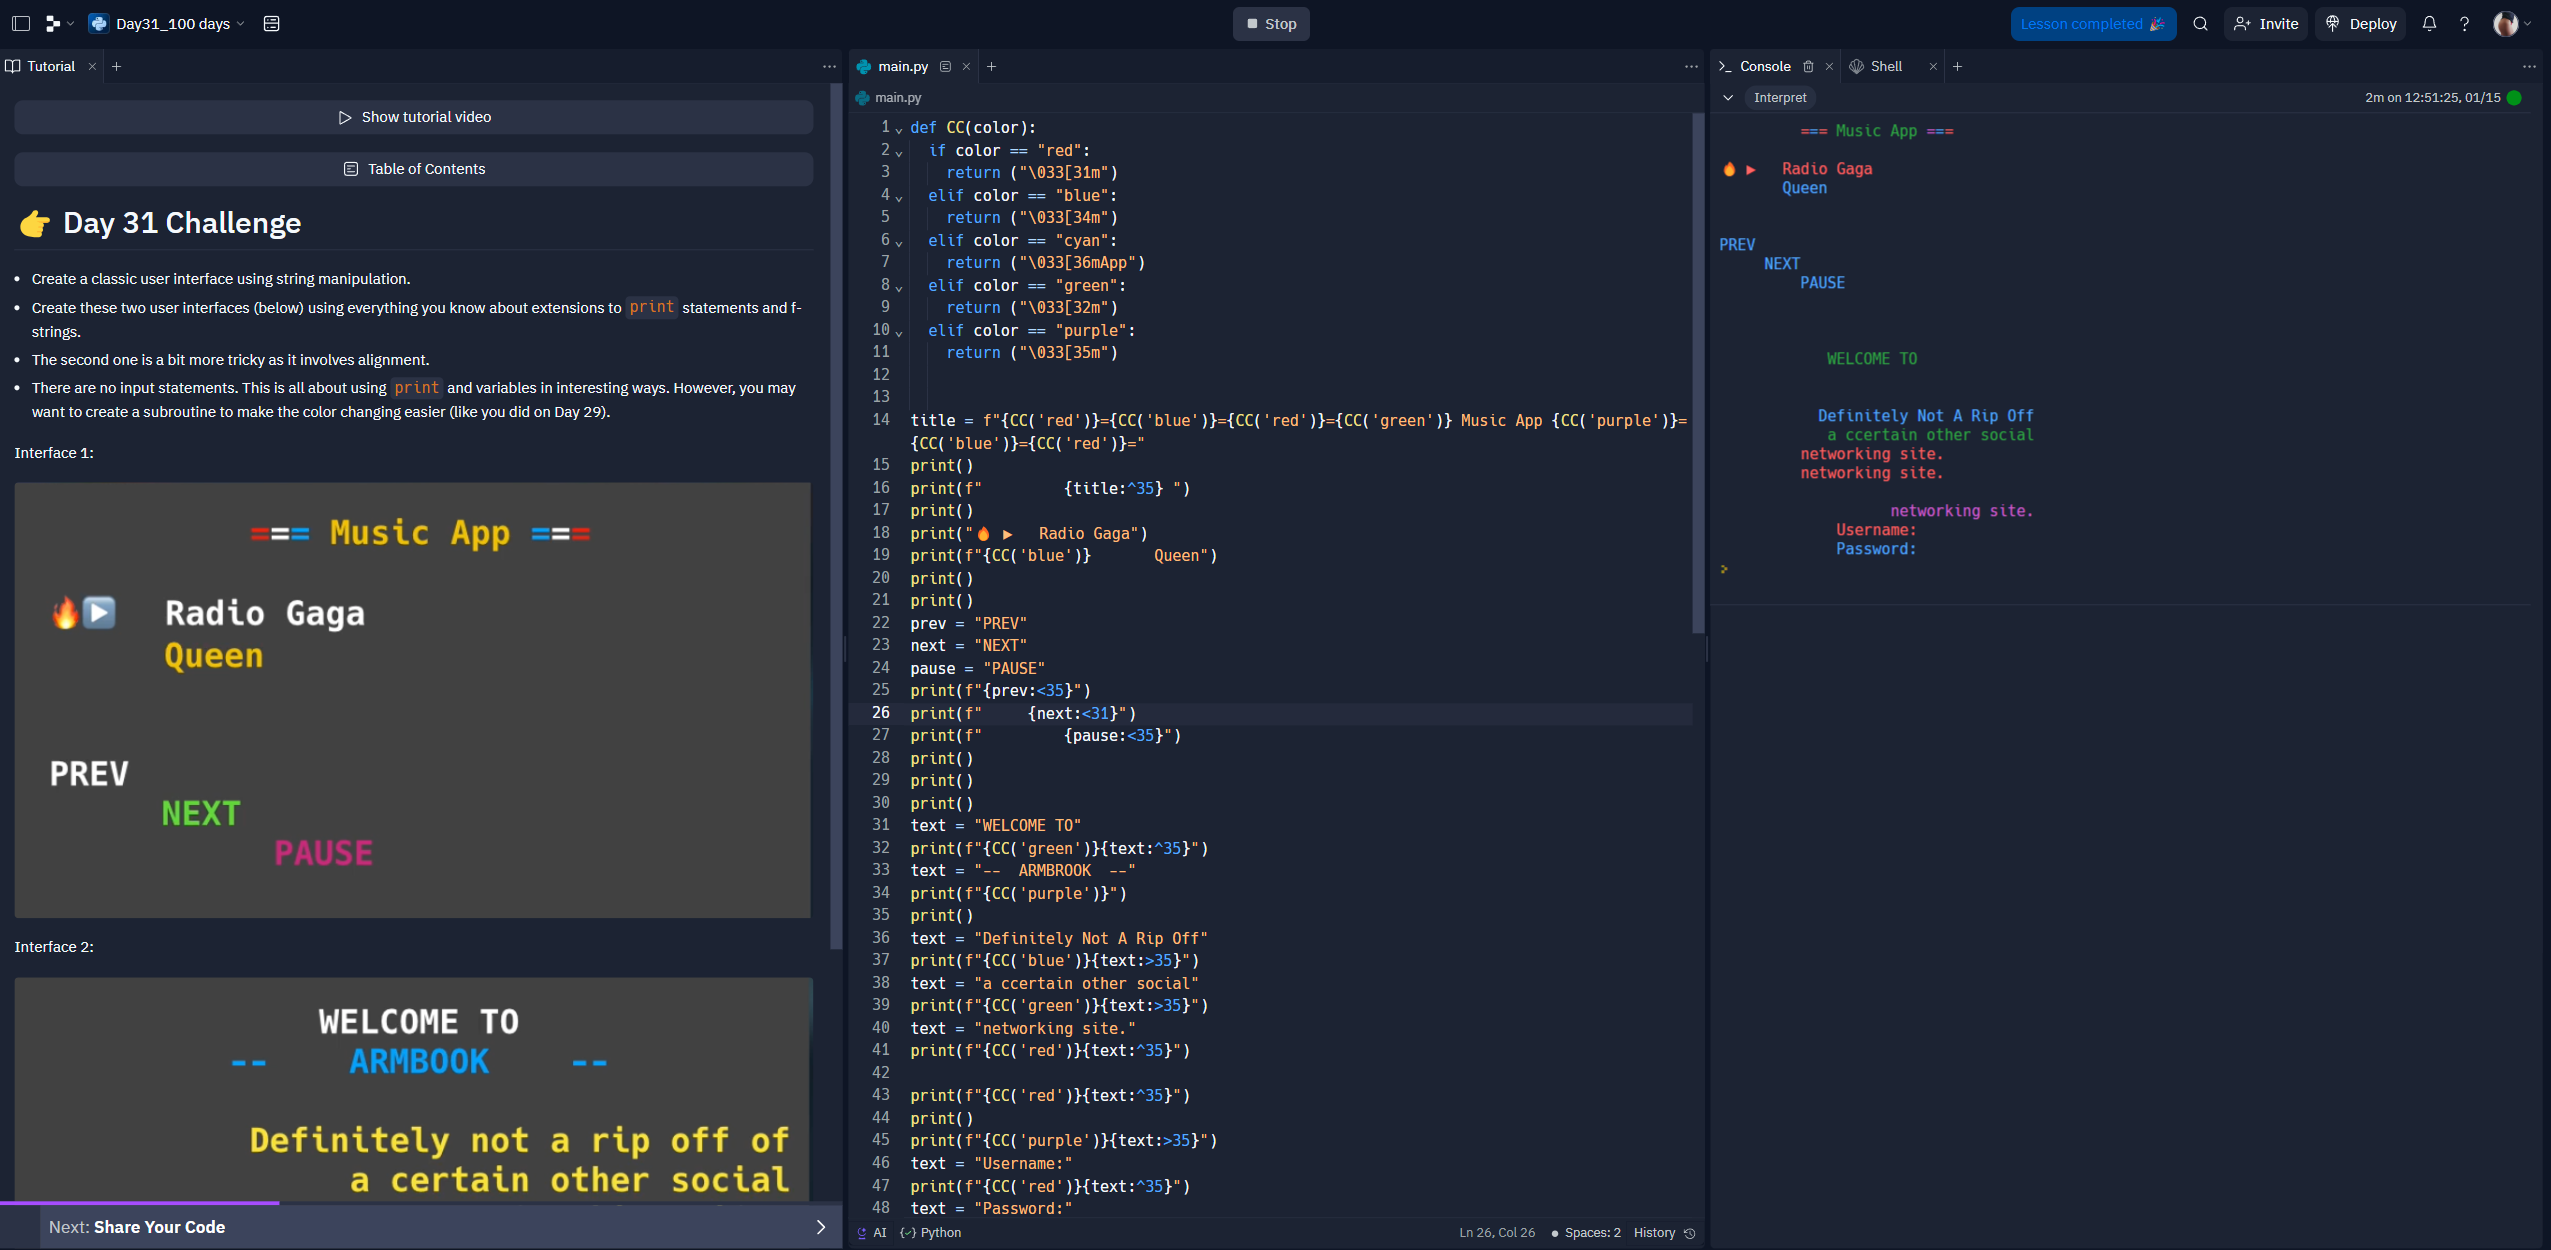 Day31_100 days
Stop
Lesson completed 🎉
Invite
Deploy
Tutorial
Show tutorial video
Table of Contents
👉 Day 31 Challenge
• Create a classic user interface using string manipulation.
• Create these two user interfaces (below) using everything you know about extensions to print statements and f-
strings.
• The second one is a bit more tricky as it involves alignment.
• There are no input statements. This is all about using print and variables in interesting ways. However, you may
want to create a subroutine to make the color changing easier (like you did on Day 29).
Interface 1:
=== Music App ===
🔥▶️ Radio Gaga
Queen
PREV
NEXT
PAUSE
Interface 2:
WELCOME TO
-- ARMBOOK --
Definitely not a rip off of
a certain other social
Next: Share Your Code
main.py
main.py
1 def CC(color):
2   if color == "red":
3     return ("\033[31m")
4   elif color == "blue":
5     return ("\033[34m")
6   elif color == "cyan":
7     return ("\033[36mApp")
8   elif color == "green":
9     return ("\033[32m")
10   elif color == "purple":
11     return ("\033[35m")
12
13
14 title = f"{CC('red')}={CC('blue')}={CC('red')}={CC('green')} Music App {CC('purple')}=
{CC('blue')}={CC('red')}="
15 print()
16 print(f"         {title:^35} ")
17 print()
18 print("🔥 ▶   Radio Gaga")
19 print(f"{CC('blue')}       Queen")
20 print()
21 print()
22 prev = "PREV"
23 next = "NEXT"
24 pause = "PAUSE"
25 print(f"{prev:<35}")
26 print(f"     {next:<31}")
27 print(f"         {pause:<35}")
28 print()
29 print()
30 print()
31 text = "WELCOME TO"
32 print(f"{CC('green')}{text:^35}")
33 text = "--  ARMBROOK  --"
34 print(f"{CC('purple')}")
35 print()
36 text = "Definitely Not A Rip Off"
37 print(f"{CC('blue')}{text:>35}")
38 text = "a ccertain other social"
39 print(f"{CC('green')}{text:>35}")
40 text = "networking site."
41 print(f"{CC('red')}{text:^35}")
42
43 print(f"{CC('red')}{text:^35}")
44 print()
45 print(f"{CC('purple')}{text:>35}")
46 text = "Username:"
47 print(f"{CC('red')}{text:^35}")
48 text = "Password:"
AI
Python
Ln 26, Col 26
Spaces: 2
History
Console
Shell
Interpret
2m on 12:51:25, 01/15
=== Music App ===
🔥 ▶   Radio Gaga
Queen
PREV
NEXT
PAUSE
WELCOME TO
Definitely Not A Rip Off
a ccertain other social
networking site.
networking site.
networking site.
Username:
Password:
>